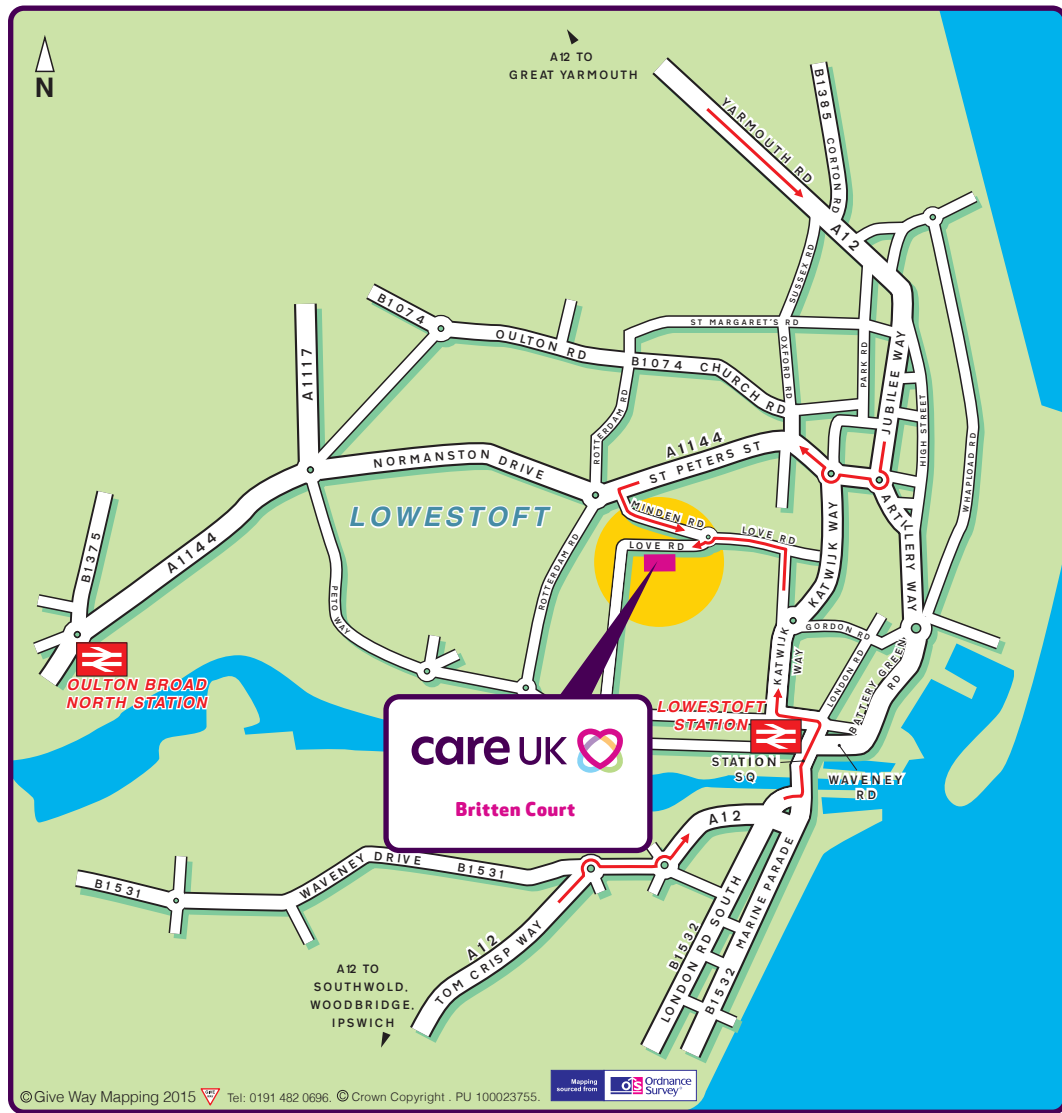 N
A12 TO
GREAT YARMOUTH
YARMOUTH RD
B1385
CORTON RD
A12
SUSSEX RD
ST MARGARET'S RD
OXFORD RD
PARK RD
JUBILEE WAY
HIGH STREET
WHAPLOAD RD
B1074
OULTON RD
B1074 CHURCH RD
A1117
ROTTERDAM RD
A1144
ST PETERS ST
NORMANSTON DRIVE
LOWESTOFT
MINDEN RD
LOVE RD
LOVE RD
ARTILLERY WAY
KATWIJK WAY
B1375
A1144
PETO WAY
ROTTERDAM RD
GORDON RD
KATWIJK
WAY
LONDON RD
BATTERY GREEN
RD
OULTON BROAD
NORTH STATION
LOWESTOFT
STATION
STATION
SQ
WAVENEY
RD
care UK
Britten Court
A12
B1531
WAVENEY DRIVE
B1531
A12
TOM CRISP WAY
B1532
LONDON RD SOUTH
B1532
MARINE PARADE
A12 TO
SOUTHWOLD,
WOODBRIDGE,
IPSWICH
© Give Way Mapping 2015
Tel: 0191 482 0696.
© Crown Copyright . PU 100023755.
Mapping
sourced from
OS
Ordnance
Survey®